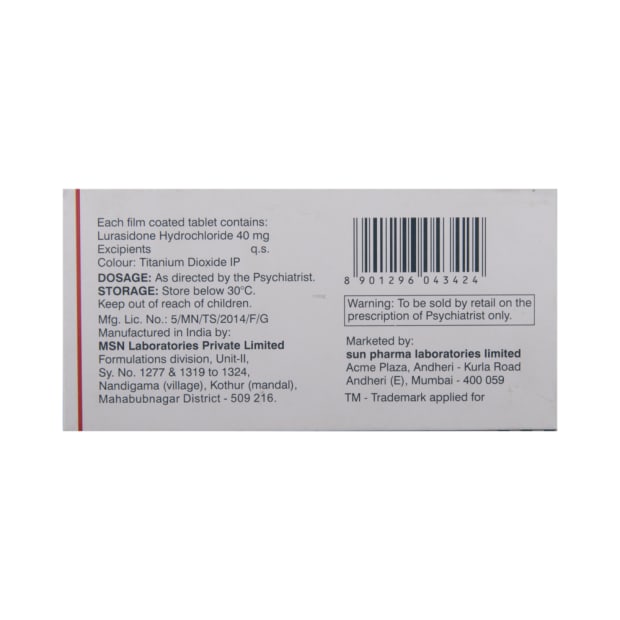 Each film coated tablet contains:
Lurasidone Hydrochloride 40 mg
Excipients q.s.
Colour: Titanium Dioxide IP
DOSAGE: As directed by the Psychiatrist.
STORAGE: Store below 30°C.
Keep out of reach of children.
Mfg. Lic. No.: 5/MN/TS/2014/F/G
Manufactured in India by:
MSN Laboratories Private Limited
Formulations division, Unit-II,
Sy. No. 1277 & 1319 to 1324,
Nandigama (village), Kothur (mandal),
Mahabubnagar District - 509 216.
8 901296 043424
Warning: To be sold by retail on the
prescription of Psychiatrist only.
Marketed by:
sun pharma laboratories limited
Acme Plaza, Andheri - Kurla Road
Andheri (E), Mumbai - 400 059
TM - Trademark applied for